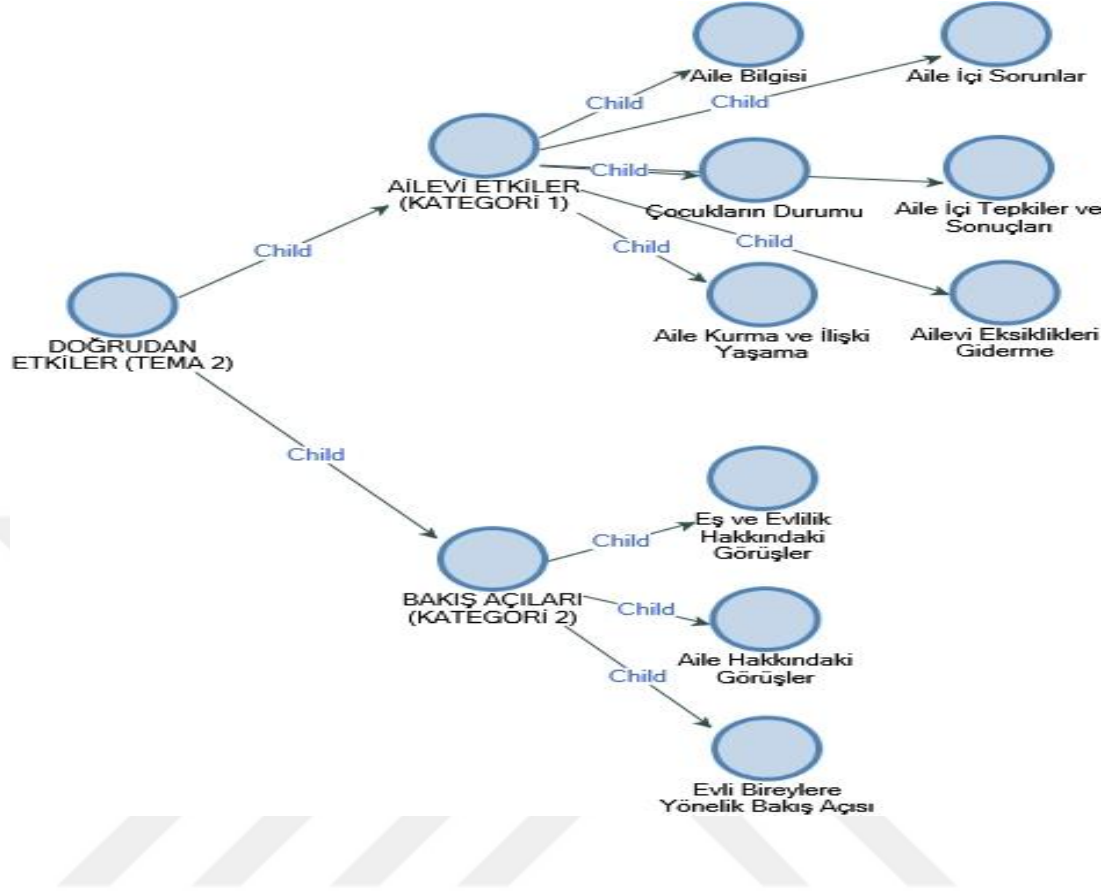 Aile Bilgisi
Aile İçi Sorunlar
Child
Child
AİLEVİ ETKİLER
(KATEGORİ 1)
Child
Çocukların Durumu
Aile İçi Tepkiler ve
Sonuçları
Child
Child
Child
Aile Kurma ve İlişki
Yaşama
Ailevi Eksiklikleri
Giderme
DOĞRUDAN
ETKİLER (TEMA 2)
Child
Eş ve Evlilik
Hakkındaki
Görüşler
Child
BAKIŞ AÇILARI
(KATEGORİ 2)
Child
Aile Hakkındaki
Görüşler
Child
Evli Bireylere
Yönelik Bakış Açısı